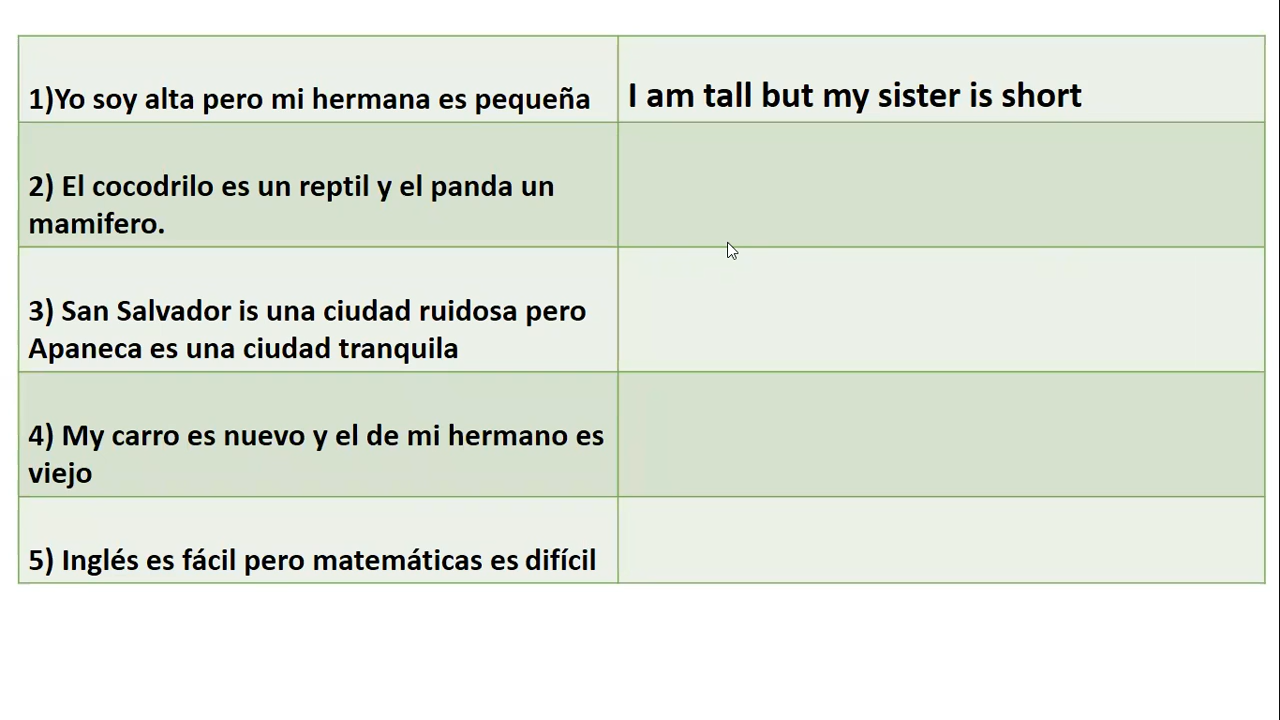 1)Yo soy alta pero mi hermana es pequeña
I am tall but my sister is short
2) El cocodrilo es un reptil y el panda un
mamifero.
3) San Salvador is una ciudad ruidosa pero
Apaneca es una ciudad tranquila
4) My carro es nuevo y el de mi hermano es
viejo
5) Inglés es fácil pero matemáticas es difícil